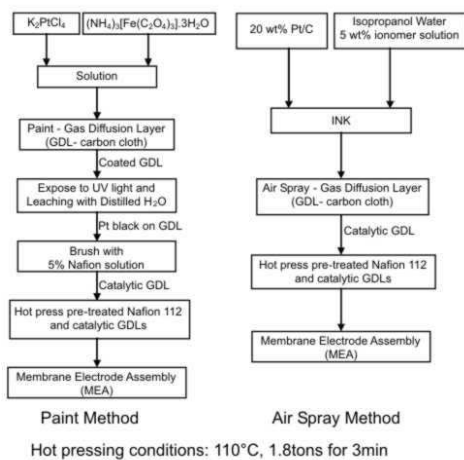 K₂PtCl₄
(NH₄)₃[Fe(C₂O₄)₃].3H₂O
Solution
Paint - Gas Diffusion Layer
(GDL- carbon cloth)
Coated GDL
Expose to UV light and
Leaching with Distilled H₂O
Pt black on GDL
Brush with
5% Nafion solution
Catalytic GDL
Hot press pre-treated Nafion 112
and catalytic GDLs
Membrane Electrode Assembly
(MEA)
Paint Method
20 wt% Pt/C
Isopropanol Water
5 wt% ionomer solution
INK
Air Spray - Gas Diffusion Layer
(GDL- carbon cloth)
Catalytic GDL
Hot press pre-treated Nafion 112
and catalytic GDLs
Membrane Electrode Assembly
(MEA)
Air Spray Method
Hot pressing conditions: 110°C, 1.8tons for 3min